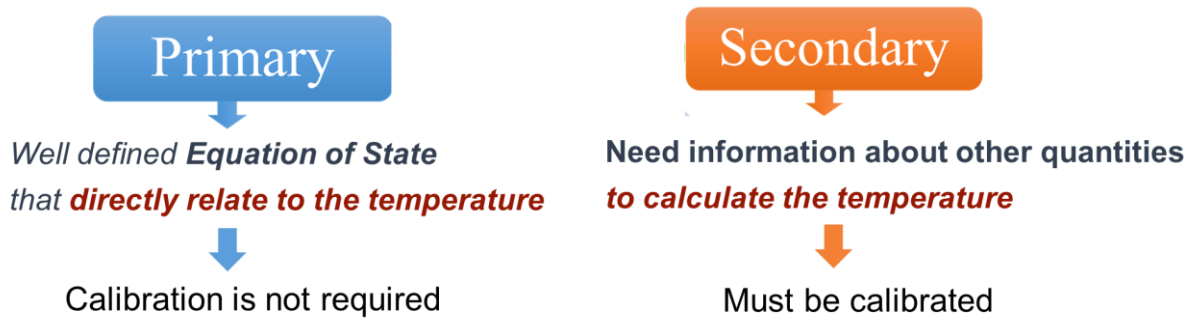 Primary
Well defined Equation of State
that directly relate to the temperature
Calibration is not required
Secondary
Need information about other quantities
to calculate the temperature
Must be calibrated